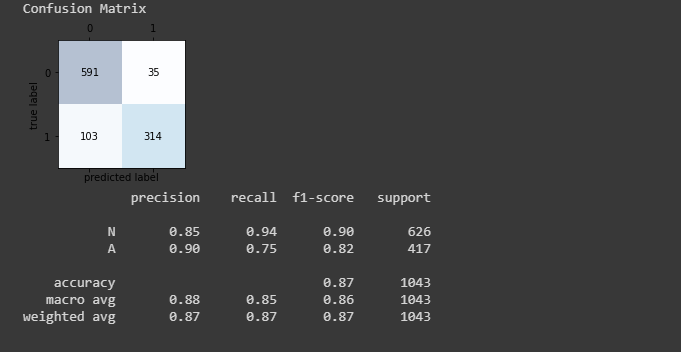 Confusion Matrix
0 1
0 591 35
true label
1 103 314
predicted label
precision recall f1-score support
N 0.85 0.94 0.90 626
A 0.90 0.75 0.82 417
accuracy 0.87 1043
macro avg 0.88 0.85 0.86 1043
weighted avg 0.87 0.87 0.87 1043